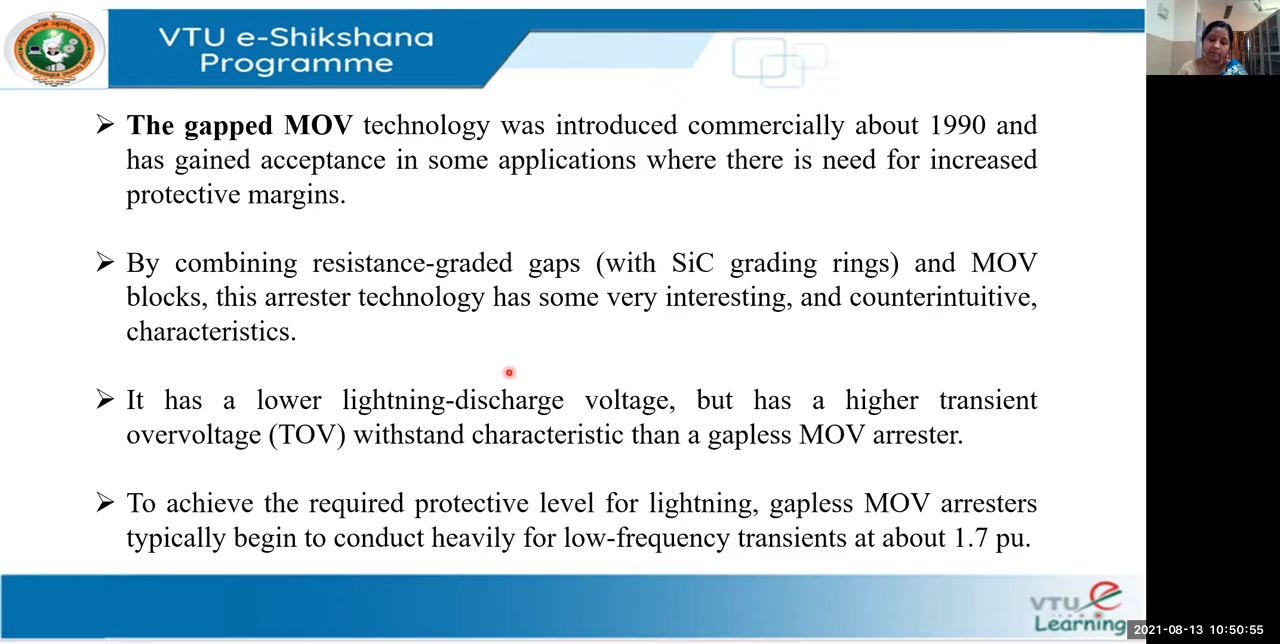 VTU e-Shikshana
Programme
➢ The gapped MOV technology was introduced commercially about 1990 and
has gained acceptance in some applications where there is need for increased
protective margins.
➢ By combining resistance-graded gaps (with SiC grading rings) and MOV
blocks, this arrester technology has some very interesting, and counterintuitive,
characteristics.
➢ It has a lower lightning-discharge voltage, but has a higher transient
overvoltage (TOV) withstand characteristic than a gapless MOV arrester.
➢ To achieve the required protective level for lightning, gapless MOV arresters
typically begin to conduct heavily for low-frequency transients at about 1.7 pu.
VTU e
Learning
2021-08-13 10:50:55